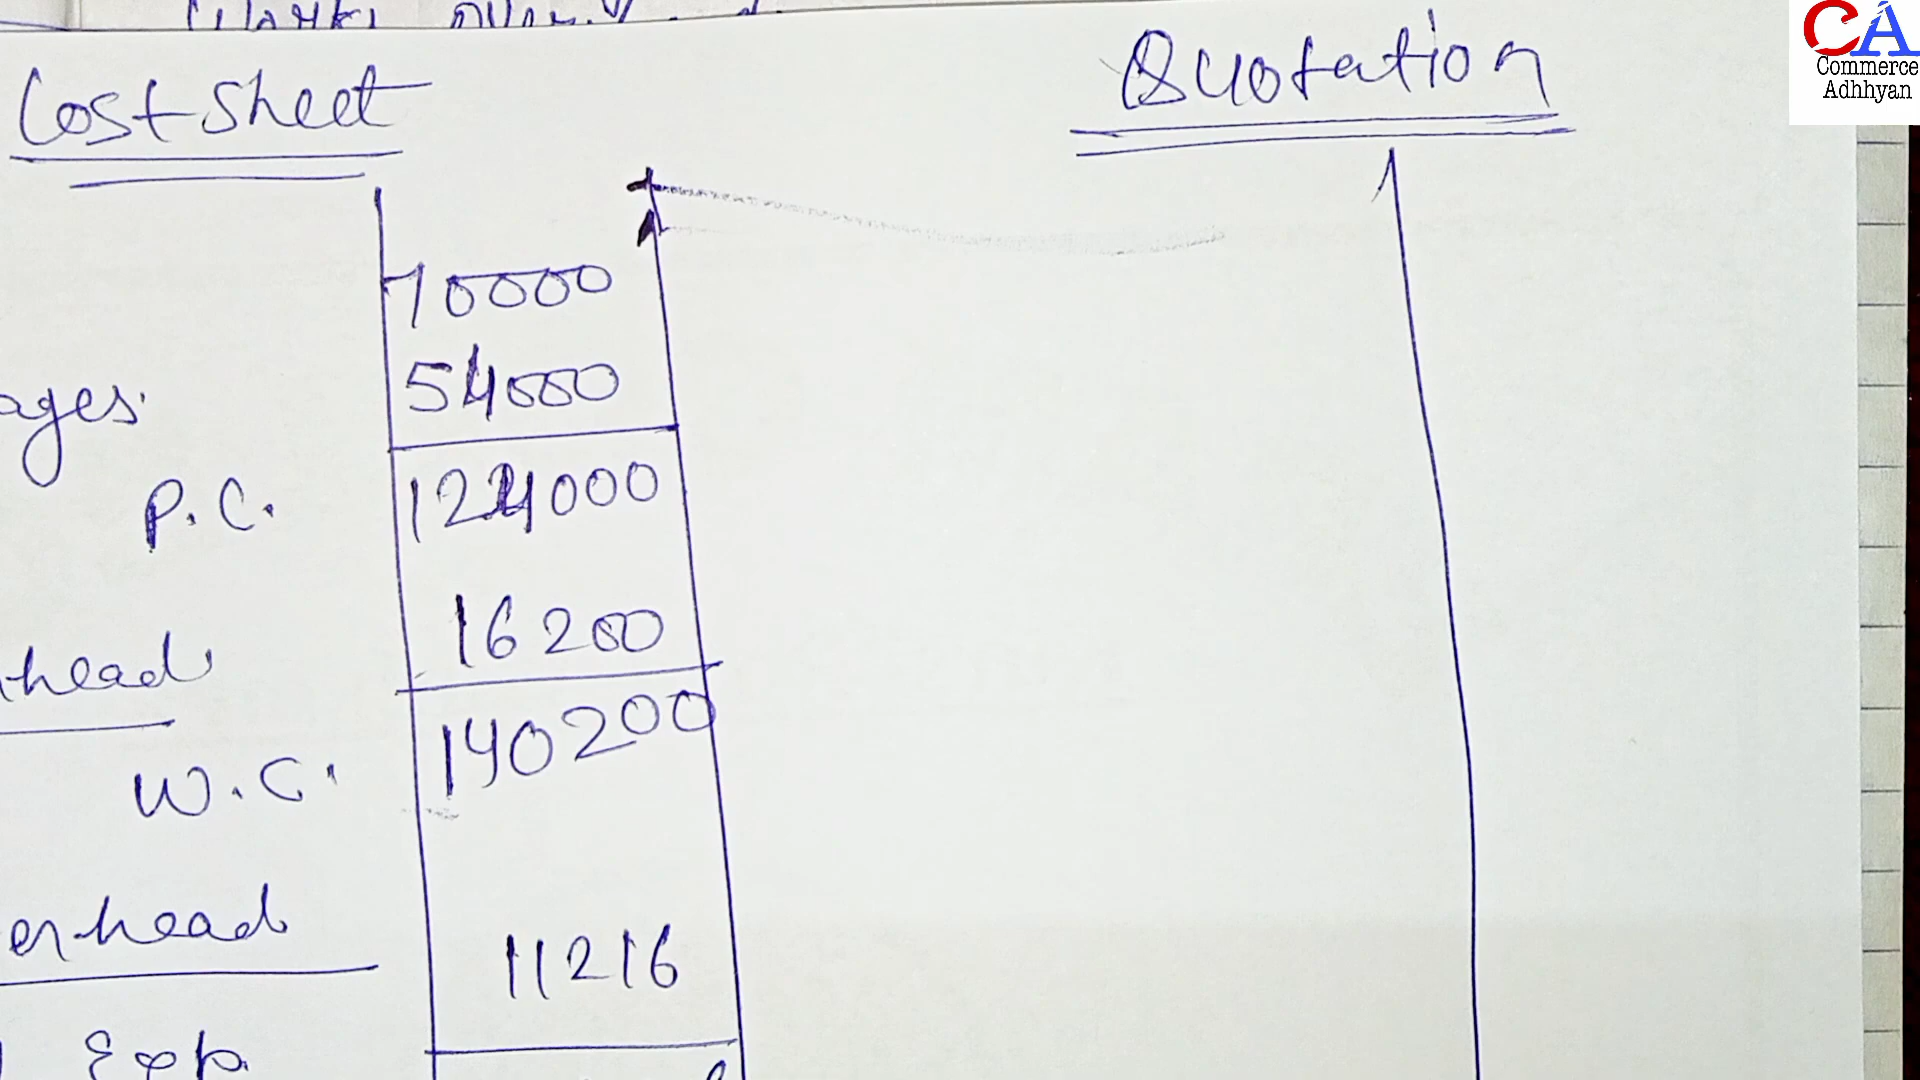 Cost Sheet
Quotation
CA
Commerce
Adhhyan
70000
ages. 54000
P.C. 124000
head 16200
W.C. 140200
erhead 11216
Exp.